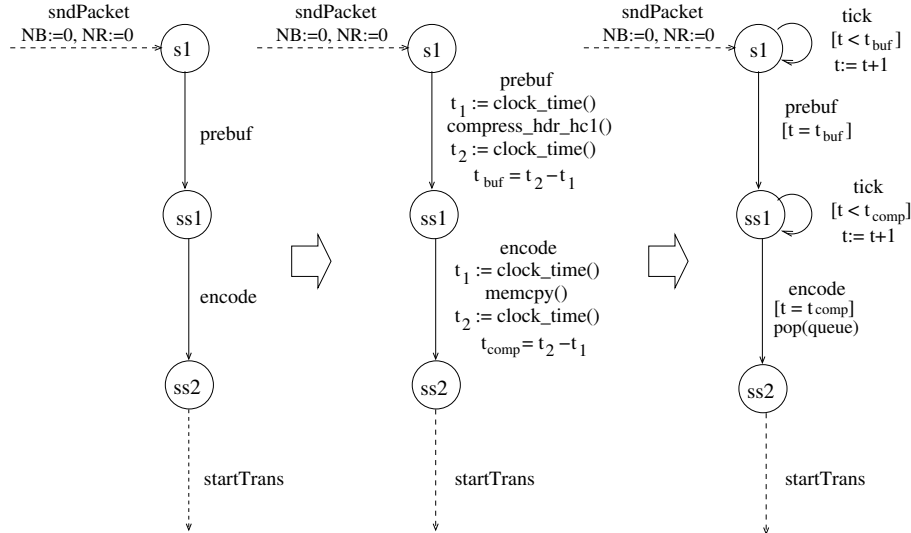 sndPacket
NB:=0, NR:=0
s1
prebuf
ss1
encode
ss2
startTrans
sndPacket
NB:=0, NR:=0
s1
prebuf
t1 := clock_time()
compress_hdr_hc1()
t2 := clock_time()
tbuf = t2 − t1
ss1
encode
t1 := clock_time()
memcpy()
t2 := clock_time()
tcomp = t2 − t1
ss2
startTrans
sndPacket
NB:=0, NR:=0
s1
tick
[t < tbuf]
t:= t+1
prebuf
[t = tbuf]
ss1
tick
[t < tcomp]
t:= t+1
encode
[t = tcomp]
pop(queue)
ss2
startTrans